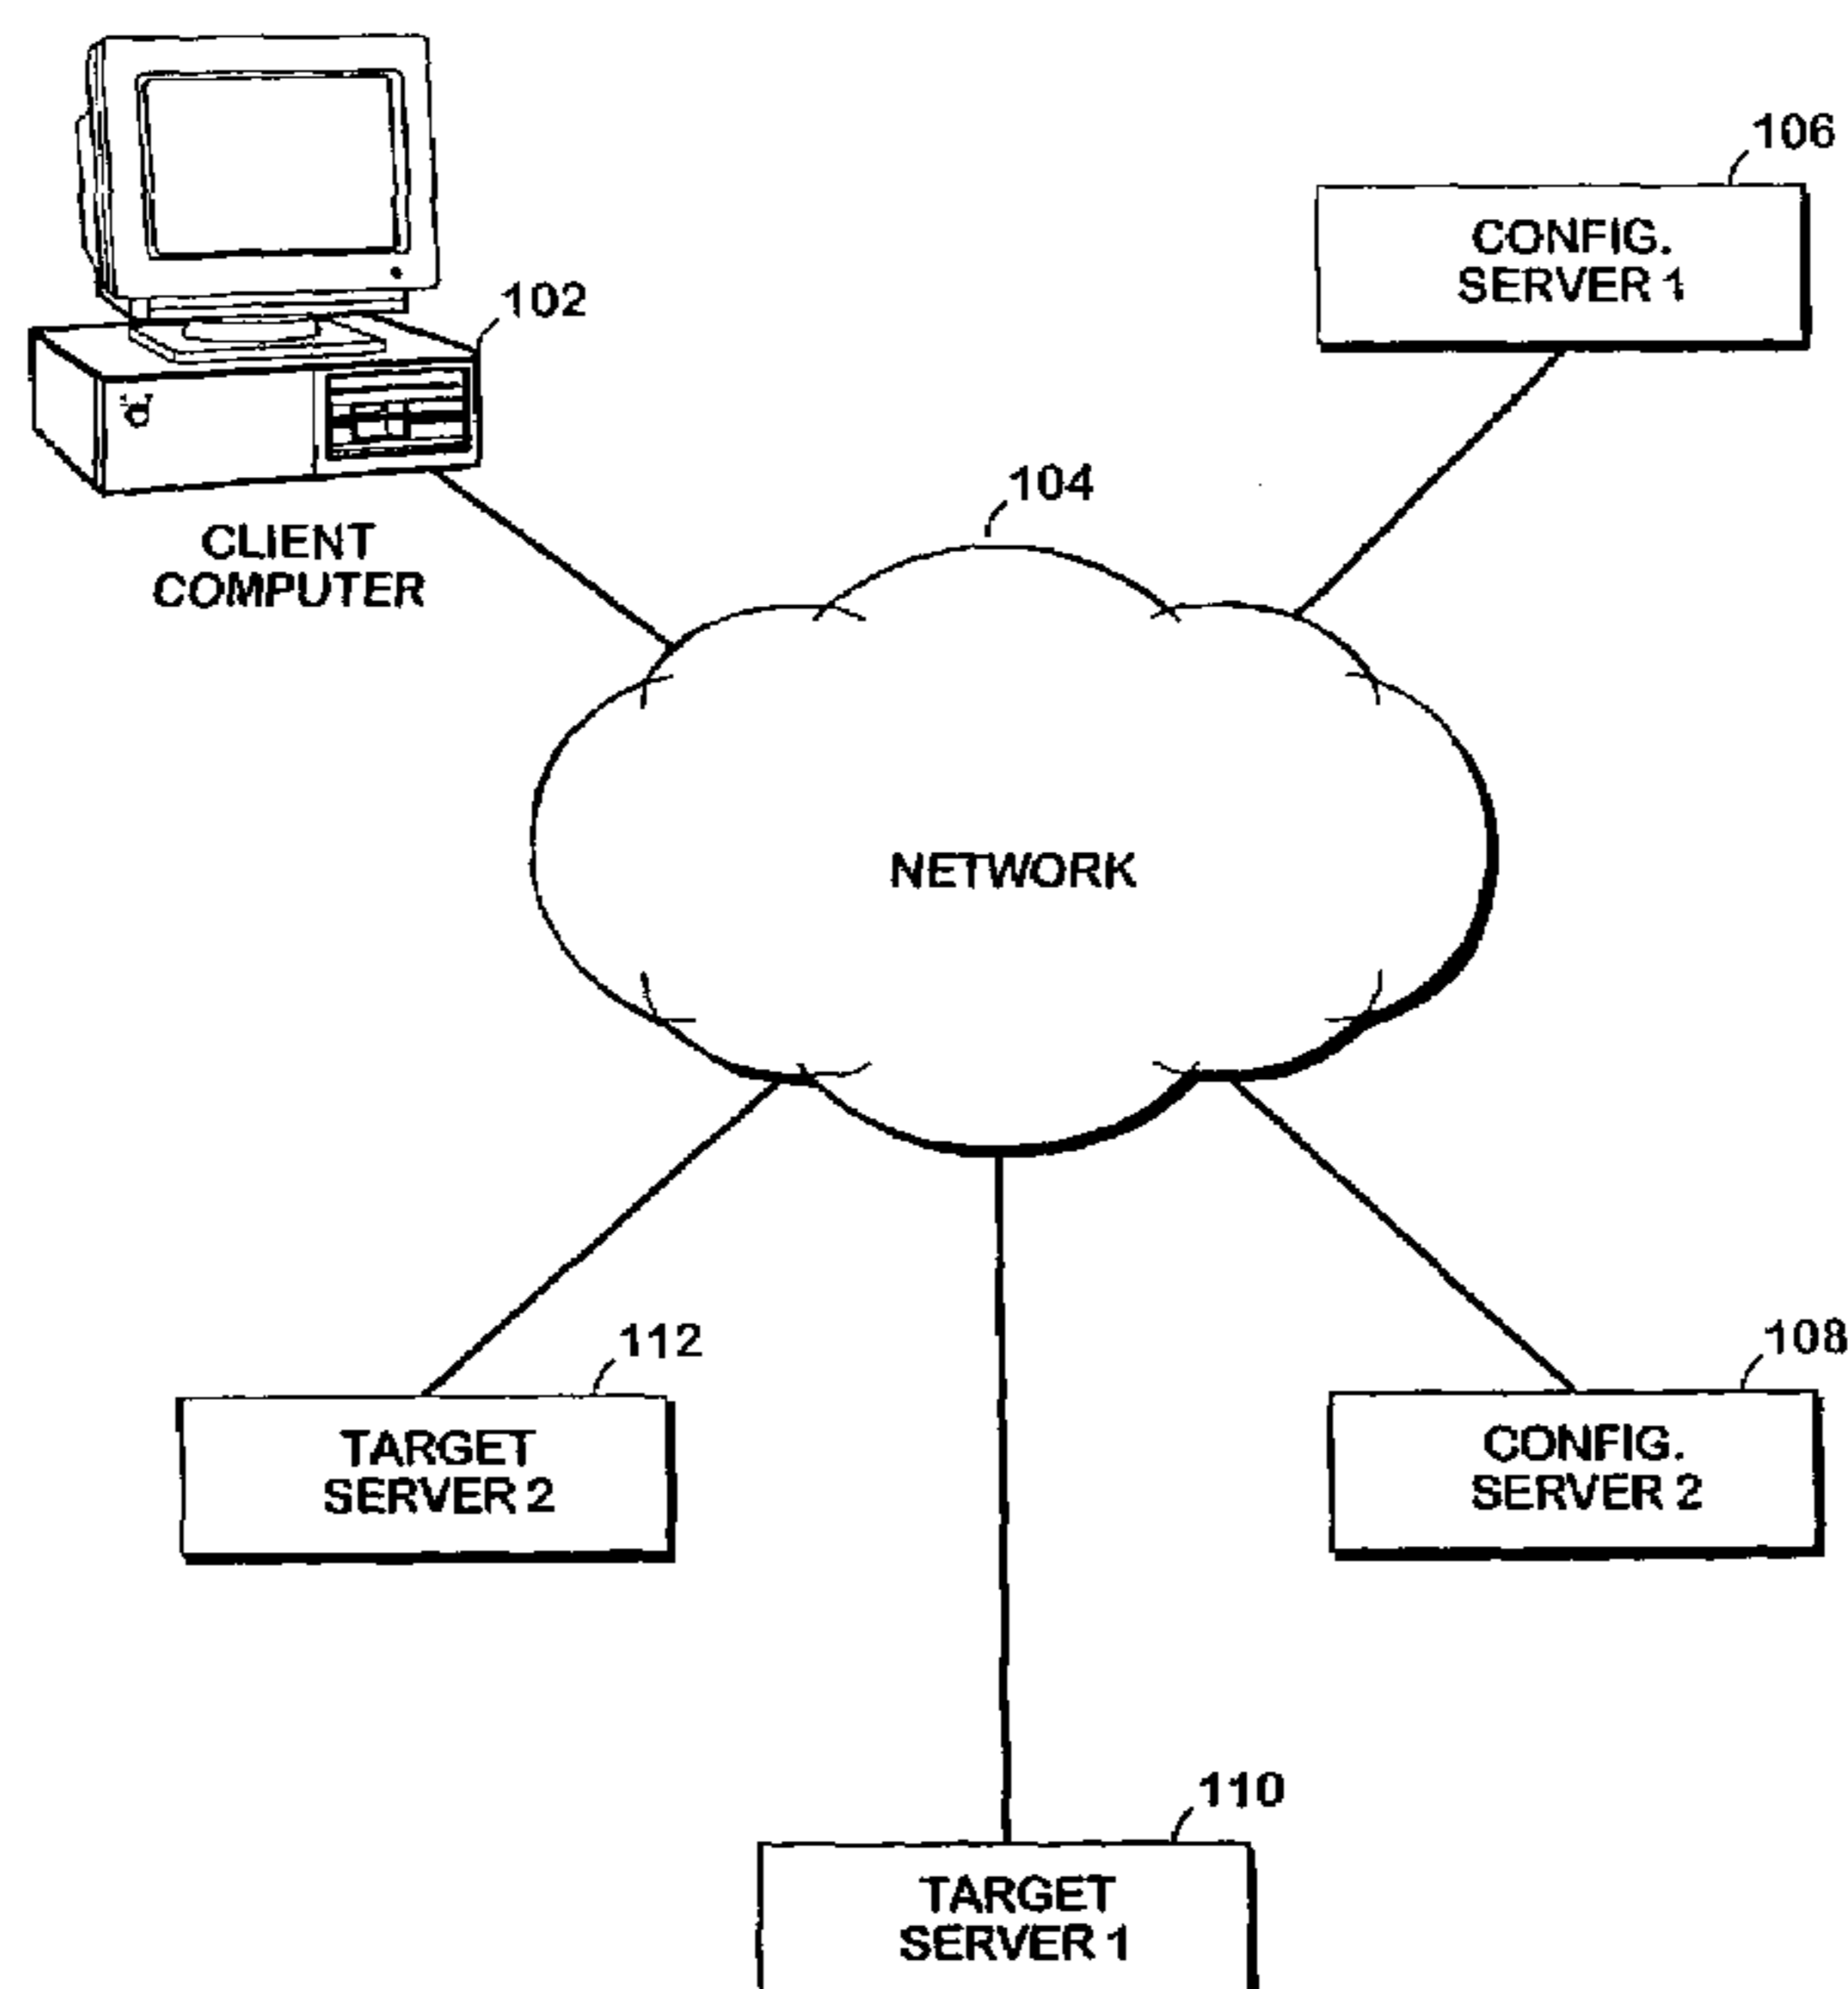 106
CONFIG.
SERVER 1
102
CLIENT
COMPUTER
104
NETWORK
112
TARGET
SERVER 2
108
CONFIG.
SERVER 2
110
TARGET
SERVER 1